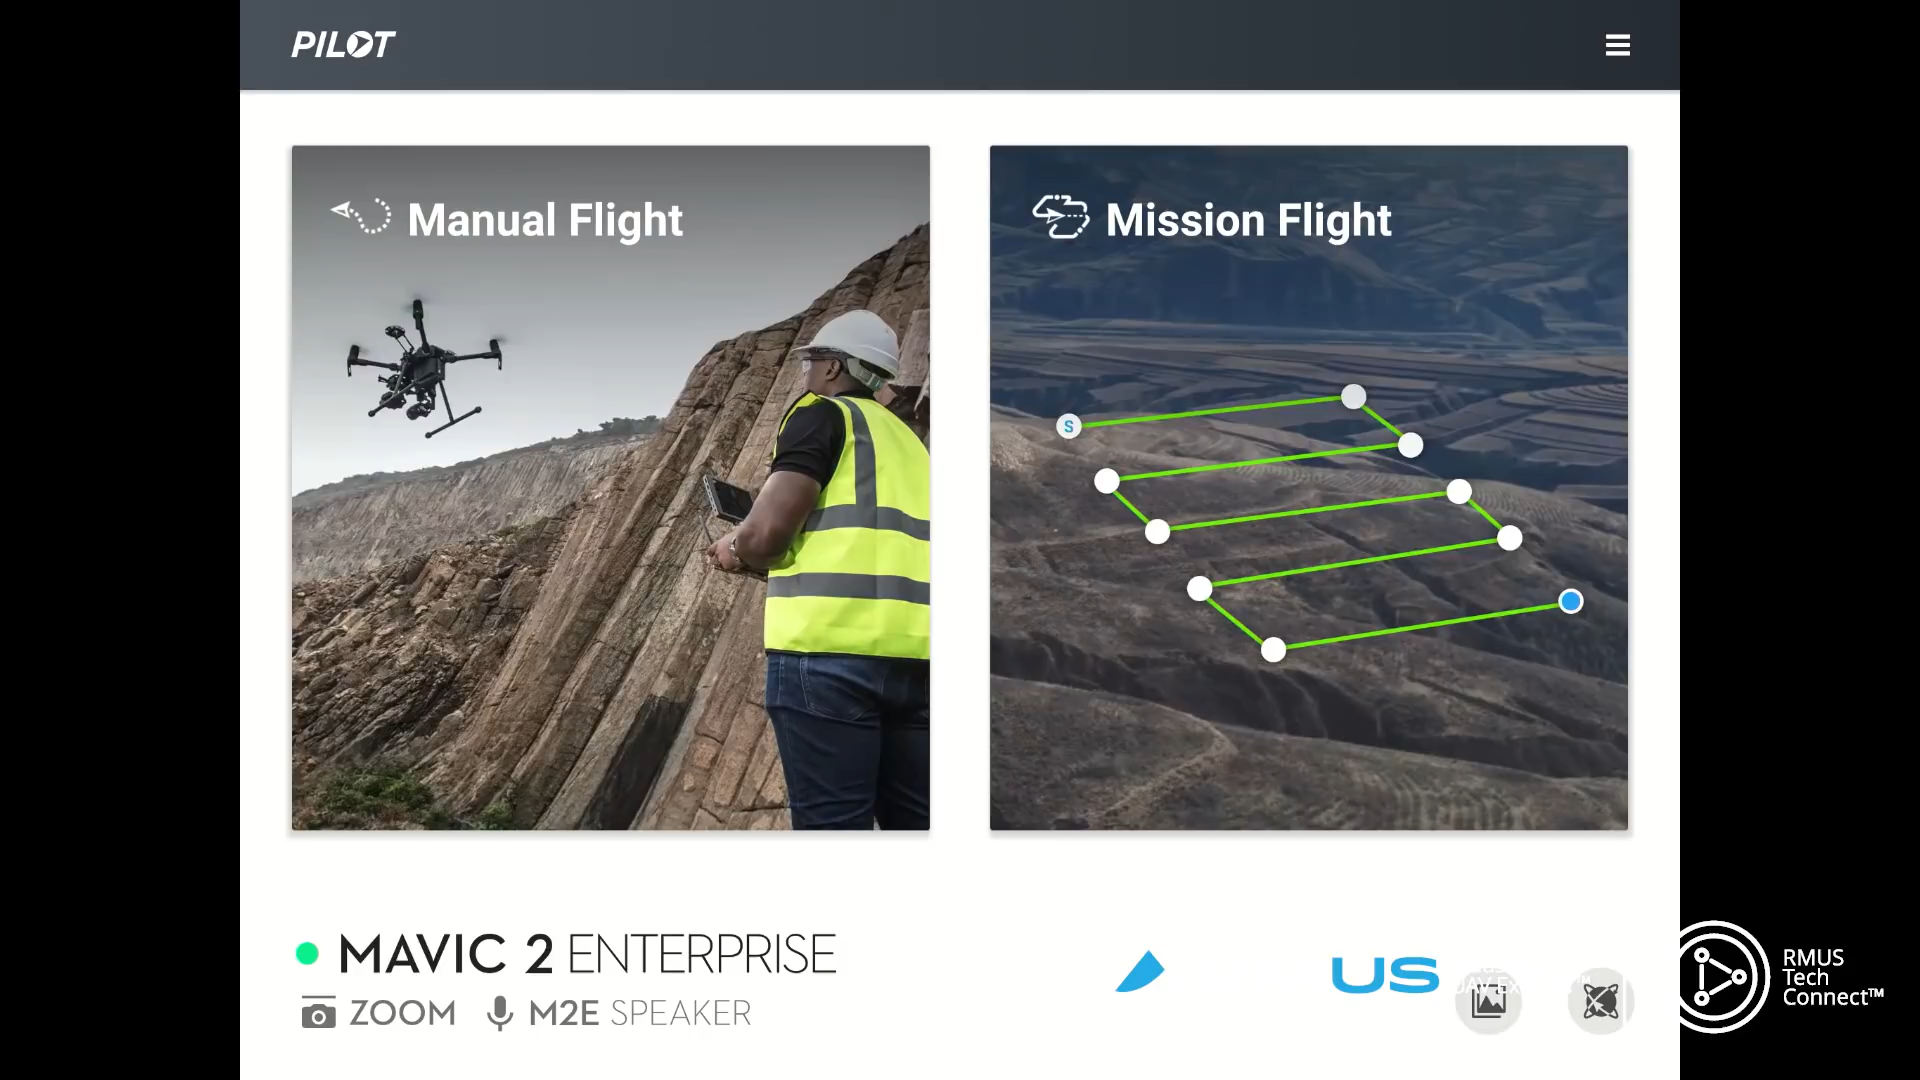 PILOT
Manual Flight
Mission Flight
S
MAVIC 2 ENTERPRISE
ZOOM M2E SPEAKER
US
RMUS
Tech
Connect™